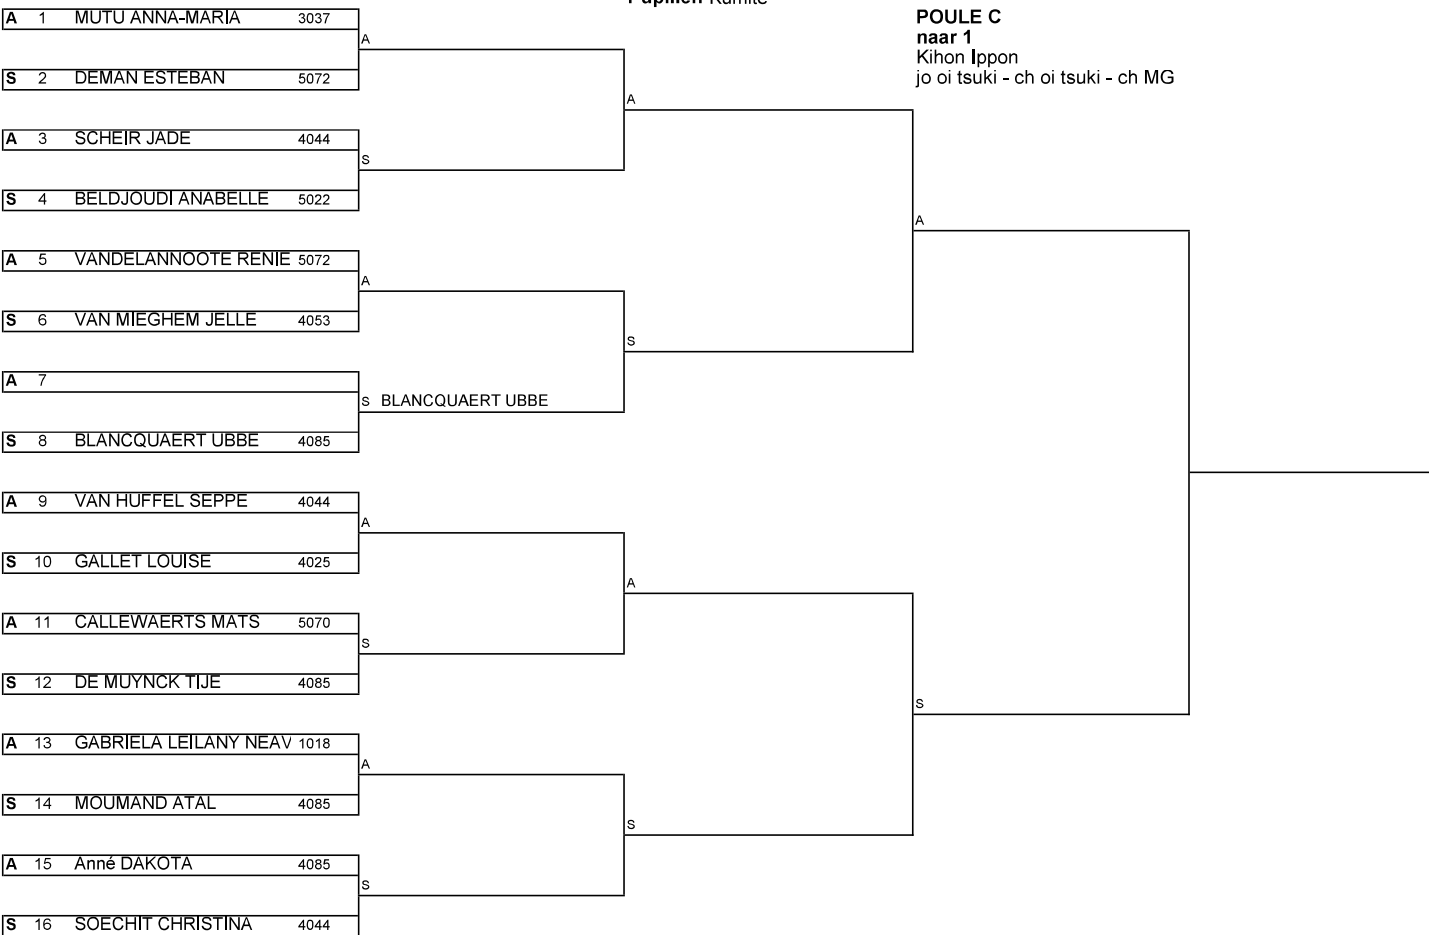 Pupillen Kumite
POULE C
naar 1
Kihon Ippon
jo oi tsuki - ch oi tsuki - ch MG
A 1 MUTU ANNA-MARIA 3037
A
S 2 DEMAN ESTEBAN 5072
A
A 3 SCHEIR JADE 4044
S
S 4 BELDJOUDI ANABELLE 5022
A
A 5 VANDELANNOOTE RENIE 5072
A
S 6 VAN MIEGHEM JELLE 4053
S
A 7
S BLANCQUAERT UBBE
S 8 BLANCQUAERT UBBE 4085
A 9 VAN HUFFEL SEPPE 4044
A
S 10 GALLET LOUISE 4025
A
A 11 CALLEWAERTS MATS 5070
S
S 12 DE MUYNCK TIJE 4085
S
A 13 GABRIELA LEILANY NEAV 1018
A
S 14 MOUMAND ATAL 4085
S
A 15 Anné DAKOTA 4085
S
S 16 SOECHIT CHRISTINA 4044